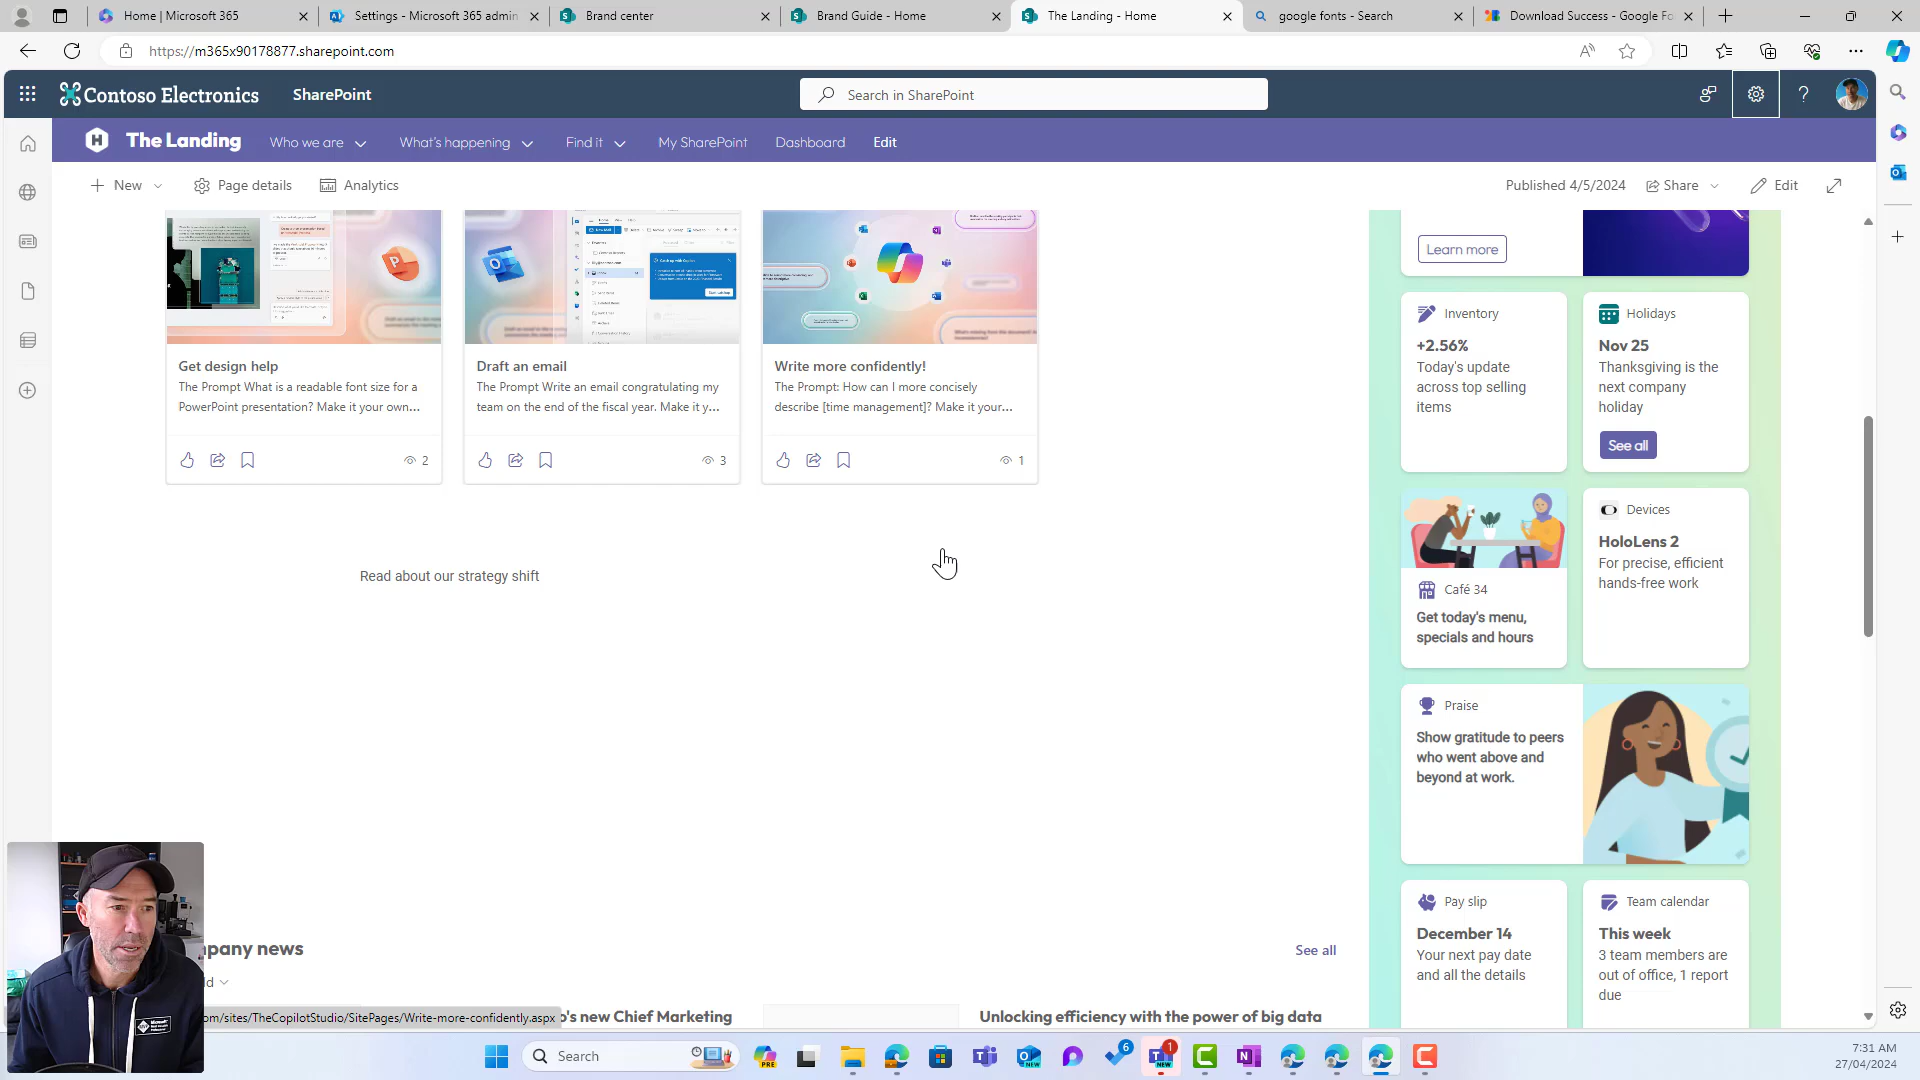 Home | Microsoft 365
Settings - Microsoft 365 admin
Brand center
Brand Guide - Home
The Landing - Home
google fonts - Search
Download Success - Google Fo
https://m365x90178877.sharepoint.com
Contoso Electronics
SharePoint
Search in SharePoint
The Landing
Who we are
What's happening
Find it
My SharePoint
Dashboard
Edit
New
Page details
Analytics
Published 4/5/2024
Share
Edit
Get design help
The Prompt What is a readable font size for a
PowerPoint presentation? Make it your own...
2
Draft an email
The Prompt Write an email congratulating my
team on the end of the fiscal year. Make it y...
3
Write more confidently!
The Prompt: How can I more concisely
describe [time management]? Make it your...
1
Read about our strategy shift
Learn more
Inventory
+2.56%
Today's update
across top selling
items
Holidays
Nov 25
Thanksgiving is the
next company
holiday
See all
Café 34
Get today's menu,
specials and hours
Devices
HoloLens 2
For precise, efficient
hands-free work
Praise
Show gratitude to peers
who went above and
beyond at work.
Pay slip
December 14
Your next pay date
and all the details
Team calendar
This week
3 team members are
out of office, 1 report
due
mpany news
See all
's new Chief Marketing
Unlocking efficiency with the power of big data
om/sites/TheCopilotStudio/SitePages/Write-more-confidently.aspx
Search
PRE
NEW
6
1
NEW
7:31 AM
27/04/2024